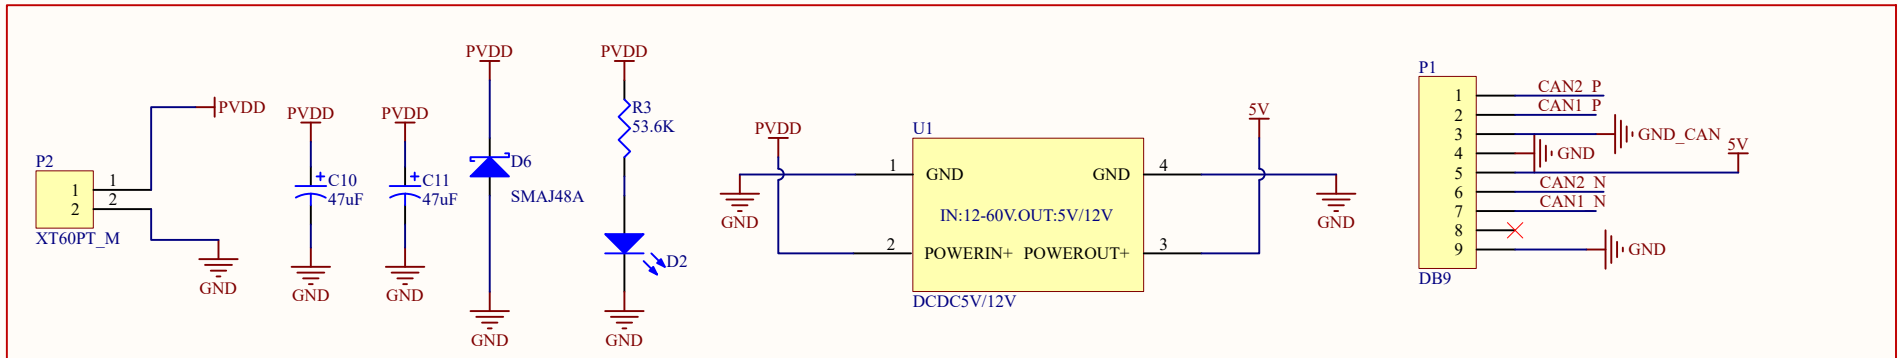 P2
1
2
1
2
XT60PT_M
PVDD
GND
PVDD
C10
47uF
GND
PVDD
C11
47uF
GND
PVDD
D6
SMAJ48A
GND
PVDD
R3
53.6K
D2
GND
PVDD
GND
U1
1
GND
GND
4
IN:12-60V.OUT:5V/12V
2
POWERIN+
POWEROUT+
3
DCDC5V/12V
5V
GND
P1
1
CAN2_P
2
CAN1_P
3
GND_CAN
4
GND
5
5V
6
CAN2_N
7
CAN1_N
8
9
GND
DB9